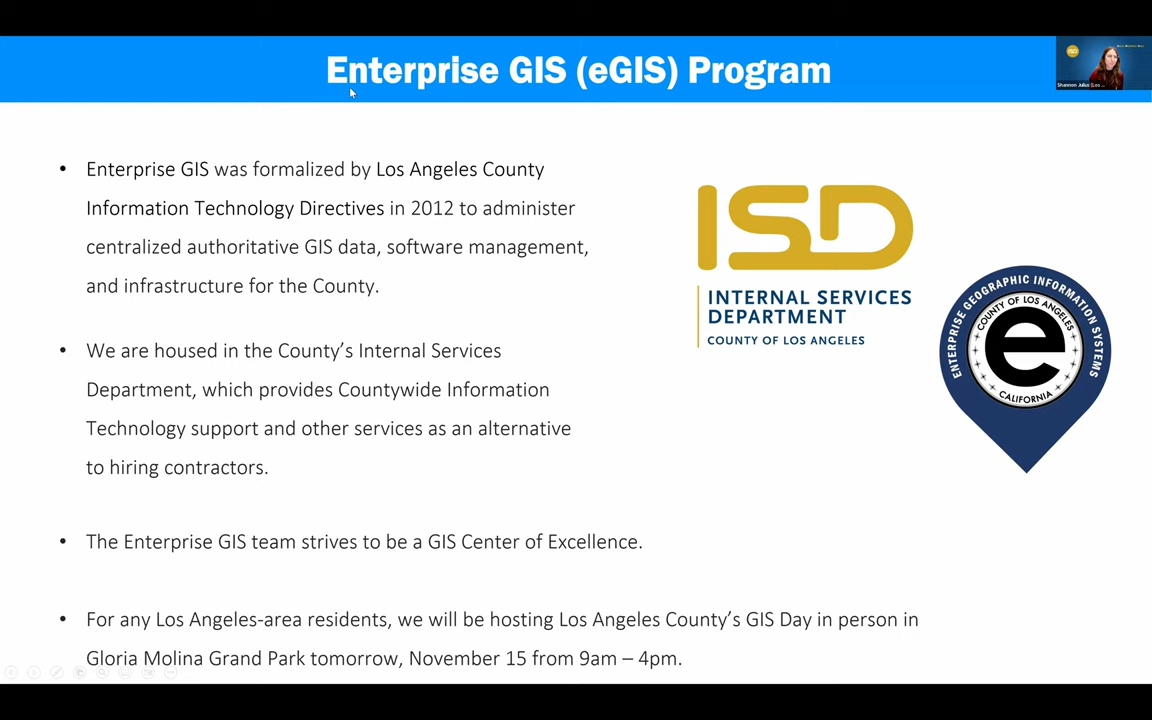 Enterprise GIS (eGIS) Program
ISD
Shannon Julius (Los ...
• Enterprise GIS was formalized by Los Angeles County
Information Technology Directives in 2012 to administer
centralized authoritative GIS data, software management,
and infrastructure for the County.
• We are housed in the County’s Internal Services
Department, which provides Countywide Information
Technology support and other services as an alternative
to hiring contractors.
• The Enterprise GIS team strives to be a GIS Center of Excellence.
• For any Los Angeles-area residents, we will be hosting Los Angeles County’s GIS Day in person in
Gloria Molina Grand Park tomorrow, November 15 from 9am – 4pm.
ISD
INTERNAL SERVICES
DEPARTMENT
COUNTY OF LOS ANGELES
ENTERPRISE GEOGRAPHIC INFORMATION SYSTEMS
COUNTY OF LOS ANGELES
e
CALIFORNIA